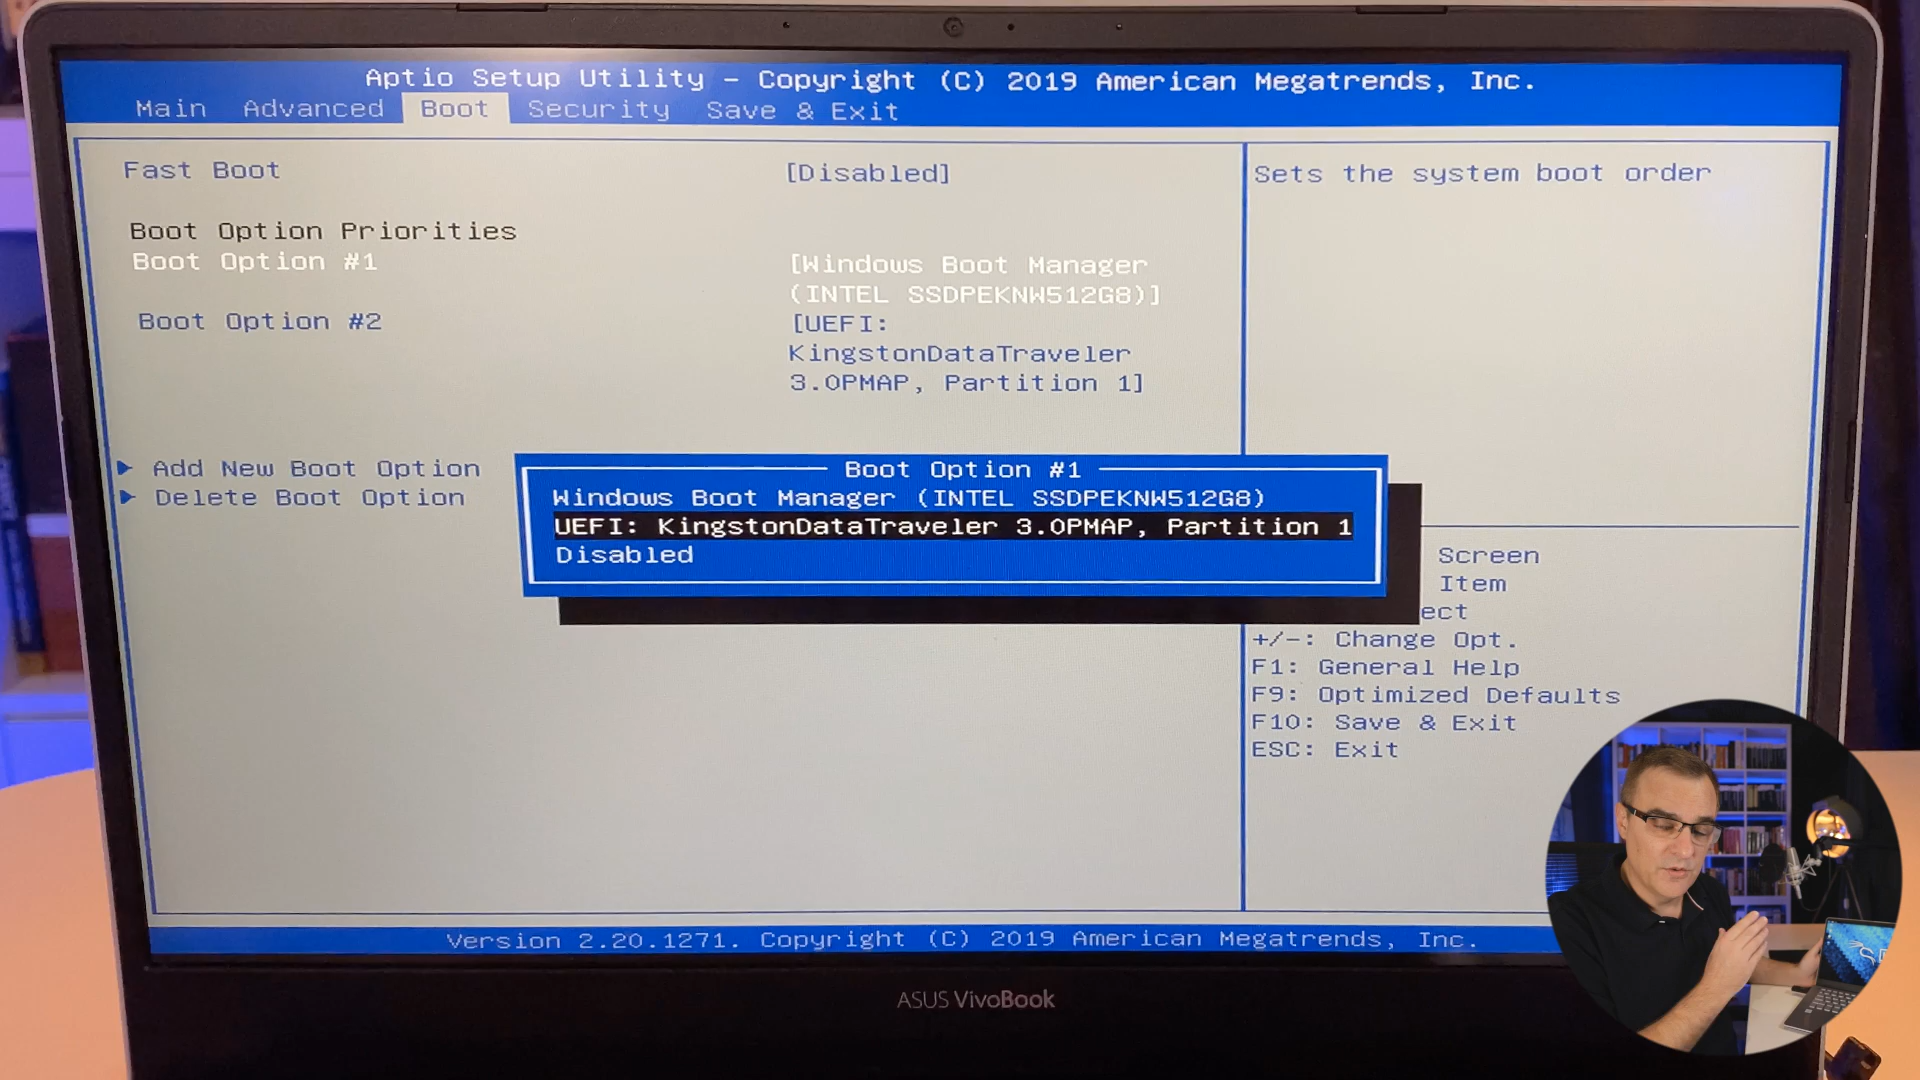 Aptio Setup Utility – Copyright (C) 2019 American Megatrends, Inc.
Main Advanced Boot Security Save & Exit
Fast Boot [Disabled]
Sets the system boot order
Boot Option Priorities
Boot Option #1 [Windows Boot Manager
(INTEL SSDPEKNW512G8)]
Boot Option #2 [UEFI:
KingstonDataTraveler
3.0PMAP, Partition 1]
Add New Boot Option
Delete Boot Option
Boot Option #1
Windows Boot Manager (INTEL SSDPEKNW512G8)
UEFI: KingstonDataTraveler 3.0PMAP, Partition 1
Disabled
Screen
Item
ect
+/-: Change Opt.
F1: General Help
F9: Optimized Defaults
F10: Save & Exit
ESC: Exit
Version 2.20.1271. Copyright (C) 2019 American Megatrends, Inc.
ASUS VivoBook